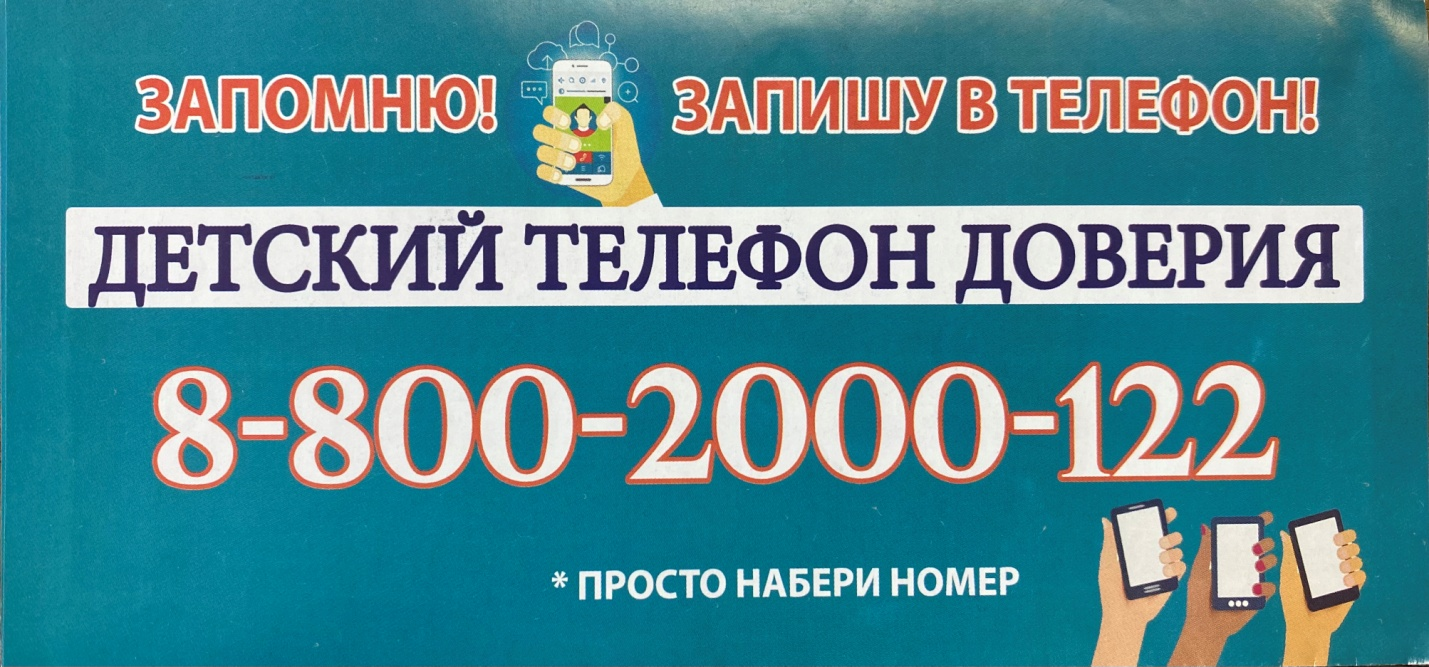 ЗАПОМНЮ! ЗАПИШУ В ТЕЛЕФОН!
ДЕТСКИЙ ТЕЛЕФОН ДОВЕРИЯ
8-800-2000-122
* ПРОСТО НАБЕРИ НОМЕР